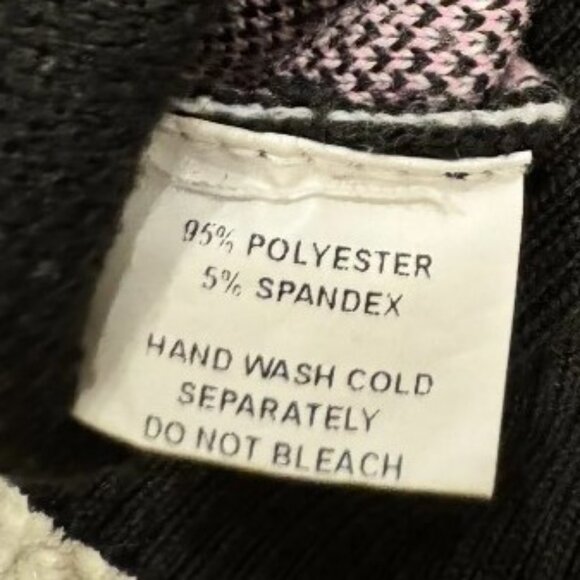 95% POLYESTER
5% SPANDEX
HAND WASH COLD
SEPARATELY
DO NOT BLEACH